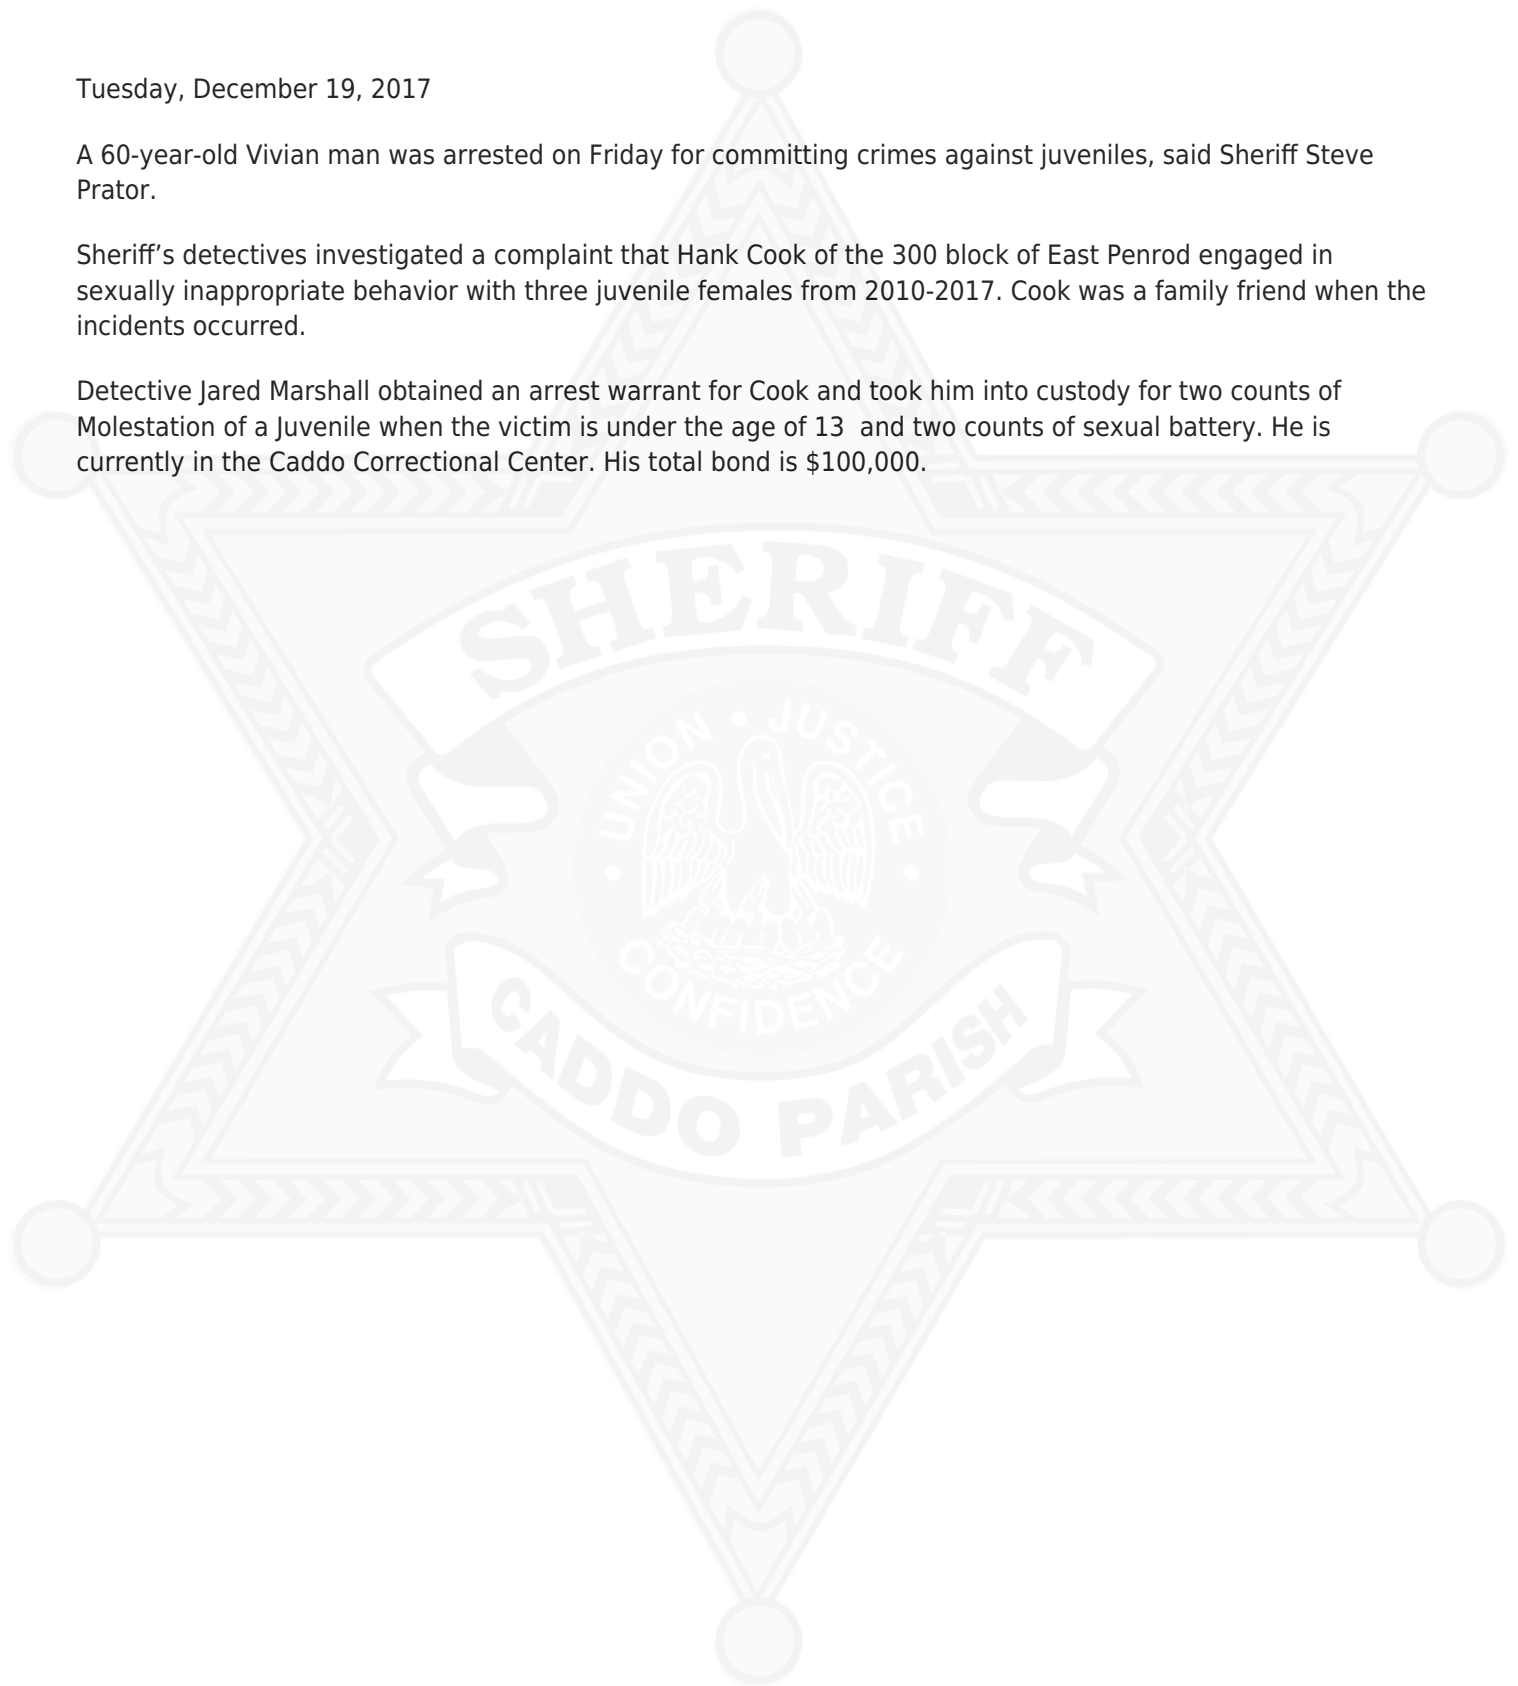 Tuesday, December 19, 2017
A 60-year-old Vivian man was arrested on Friday for committing crimes against juveniles, said Sheriff Steve
Prator.
Sheriff’s detectives investigated a complaint that Hank Cook of the 300 block of East Penrod engaged in
sexually inappropriate behavior with three juvenile females from 2010-2017. Cook was a family friend when the
incidents occurred.
Detective Jared Marshall obtained an arrest warrant for Cook and took him into custody for two counts of
Molestation of a Juvenile when the victim is under the age of 13  and two counts of sexual battery. He is
currently in the Caddo Correctional Center. His total bond is $100,000.
SHERIFF
UNION • JUSTICE
• CONFIDENCE •
CADDO PARISH